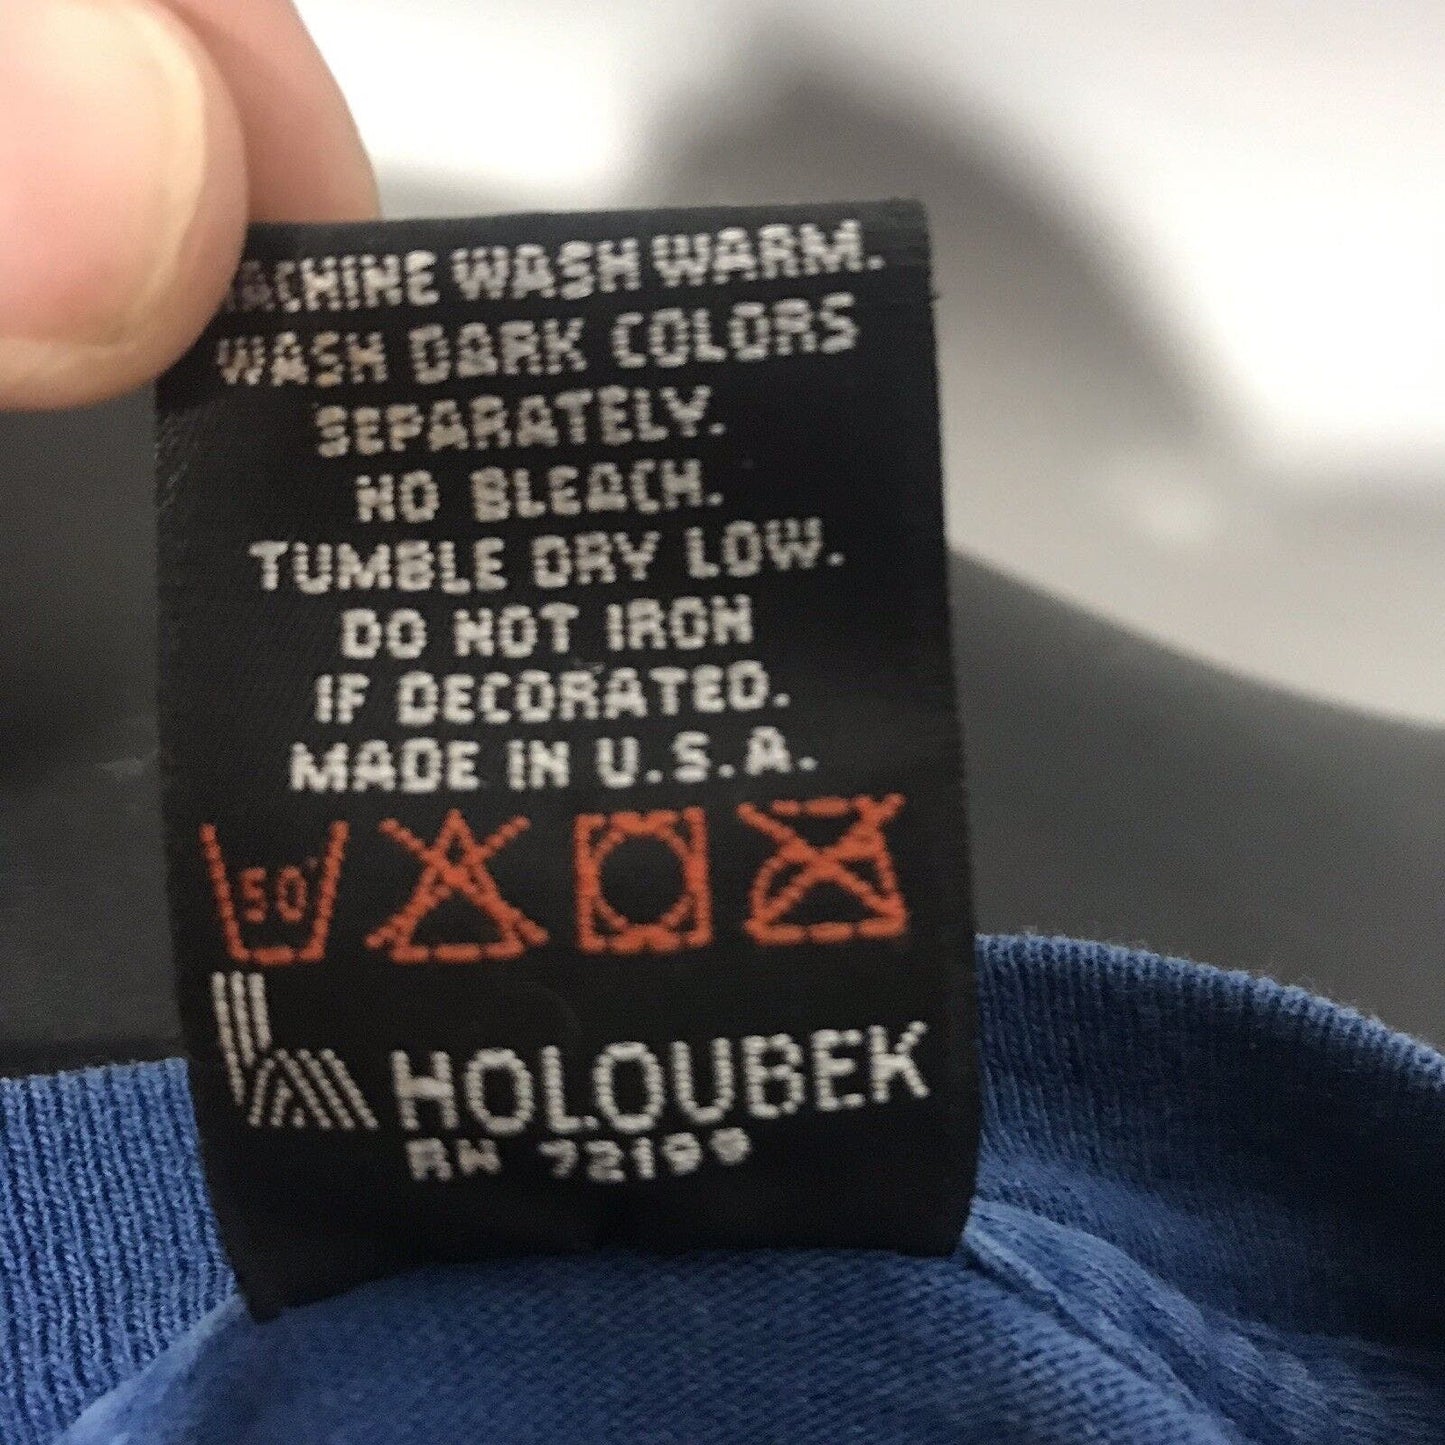 MACHINE WASH WARM.
WASH DARK COLORS
SEPARATELY.
NO BLEACH.
TUMBLE DRY LOW.
DO NOT IRON
IF DECORATED.
MADE IN U.S.A.
50°
HOLOUBEK
RN 72199